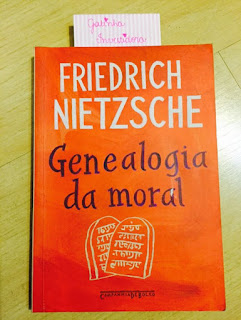 FRIEDRICH
NIETZSCHE
Genealogia
da moral